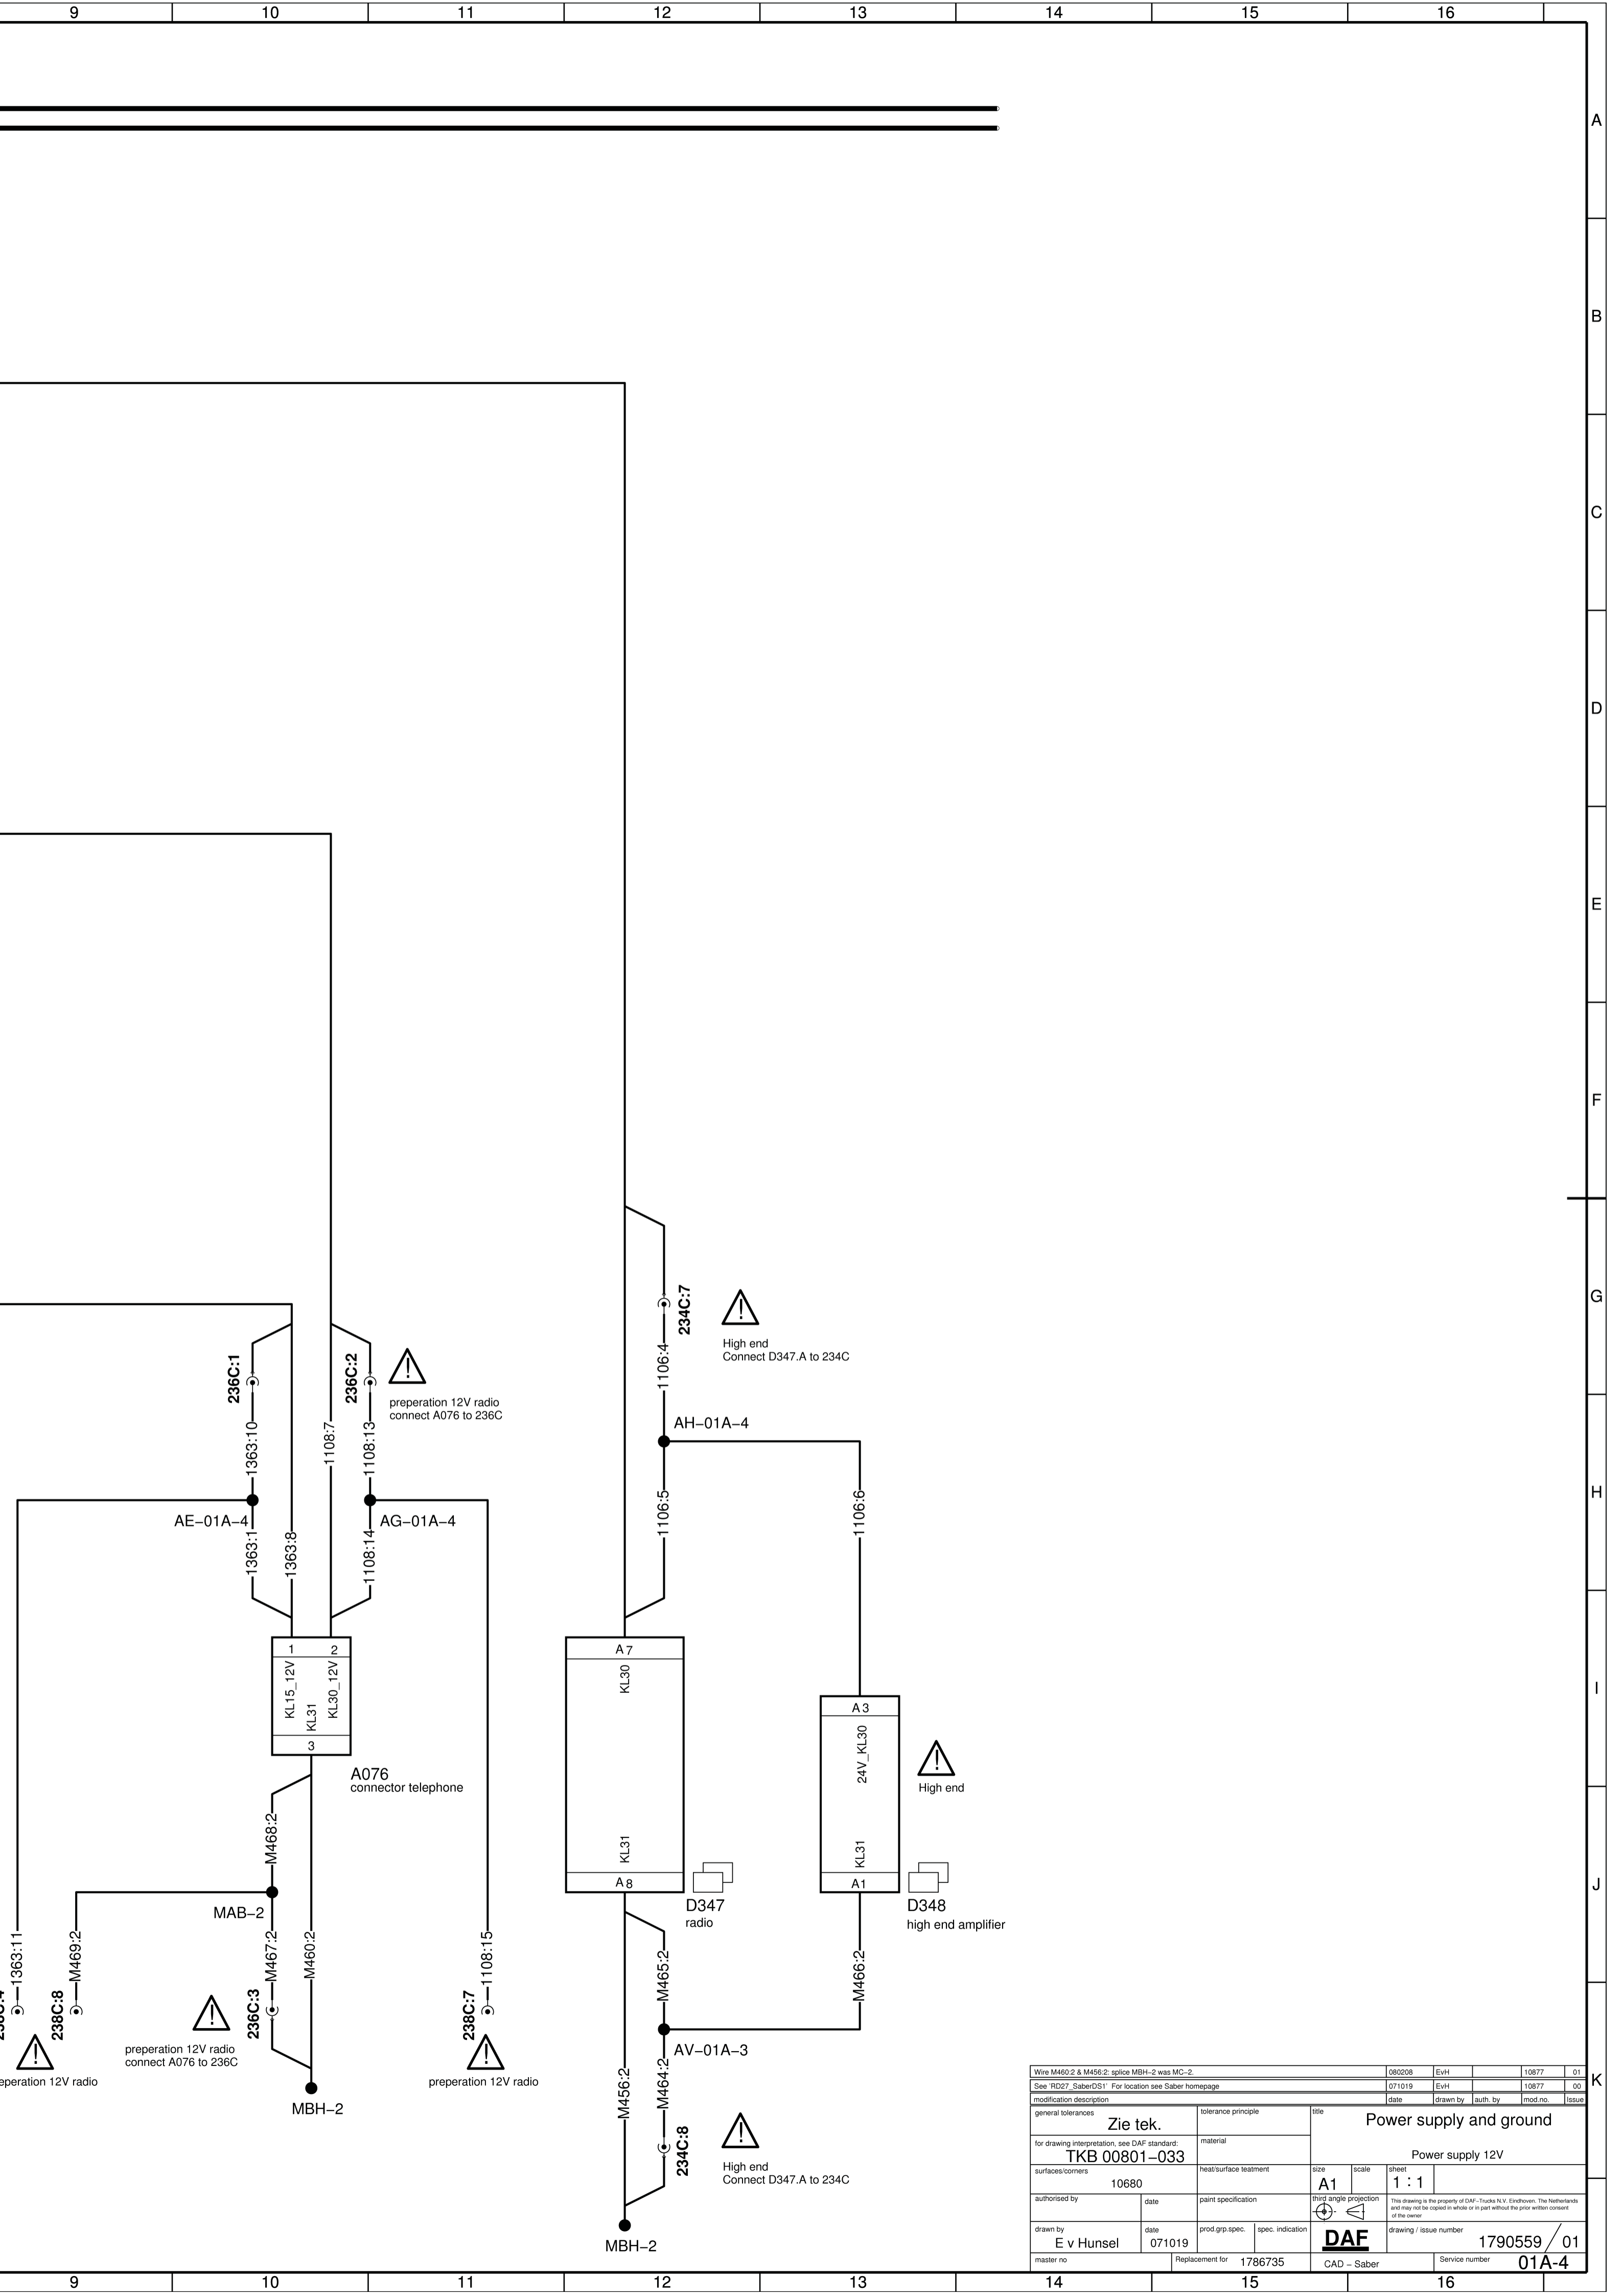 9 10 11 12 13 14 15 16
A
B
C
D
E
F
G
H
I
J
K
234C:7
High end
Connect D347.A to 234C
1106:4
236C:1
236C:2
preperation 12V radio
connect A076 to 236C
AH−01A−4
1363:10
1108:7
1108:13
1106:5
1106:6
AE−01A−4
AG−01A−4
1363:1
1363:8
1108:14
1 2
KL15_12V
KL31
KL30_12V
3
A076
connector telephone
A 7
KL30
KL31
A 8
D347
radio
A 3
24V_KL30
KL31
A1
High end
D348
high end amplifier
M468:2
MAB−2
1363:11
M469:2
M467:2
M460:2
1108:15
M465:2
M466:2
238C:8
236C:3
238C:7
preperation 12V radio
connect A076 to 236C
12V radio
preperation 12V radio
MBH−2
AV−01A−3
M456:2
M464:2
234C:8
High end
Connect D347.A to 234C
MBH−2
Wire M460:2 & M456:2: splice MBH−2 was MC−2. 080208 EvH 10877 01
See 'RD27_SaberDS1' For location see Saber homepage 071019 EvH 10877 00
modification description date drawn by auth. by mod.no. Issue
general tolerances
Zie tek.
tolerance principle
title
Power supply and ground
Power supply 12V
for drawing interpretation, see DAF standard:
TKB 00801−033
material
surfaces/corners
10680
heat/surface teatment
size
A1
scale
sheet
1 : 1
authorised by
date
paint specification
third angle projection
This drawing is the property of DAF−Trucks N.V. Eindhoven. The Netherlands
and may not be copied in whole or in part without the prior written consent
of the owner
drawn by
E v Hunsel
date
071019
prod.grp.spec.
spec. indication
DAF
drawing / issue number
1790559 / 01
master no
Replacement for 1786735
CAD − Saber
Service number 01A-4
9 10 11 12 13 14 15 16